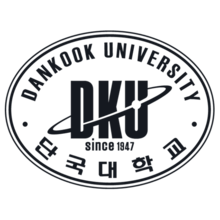 DANKOOK UNIVERSITY
DKU
since 1947
단국대학교